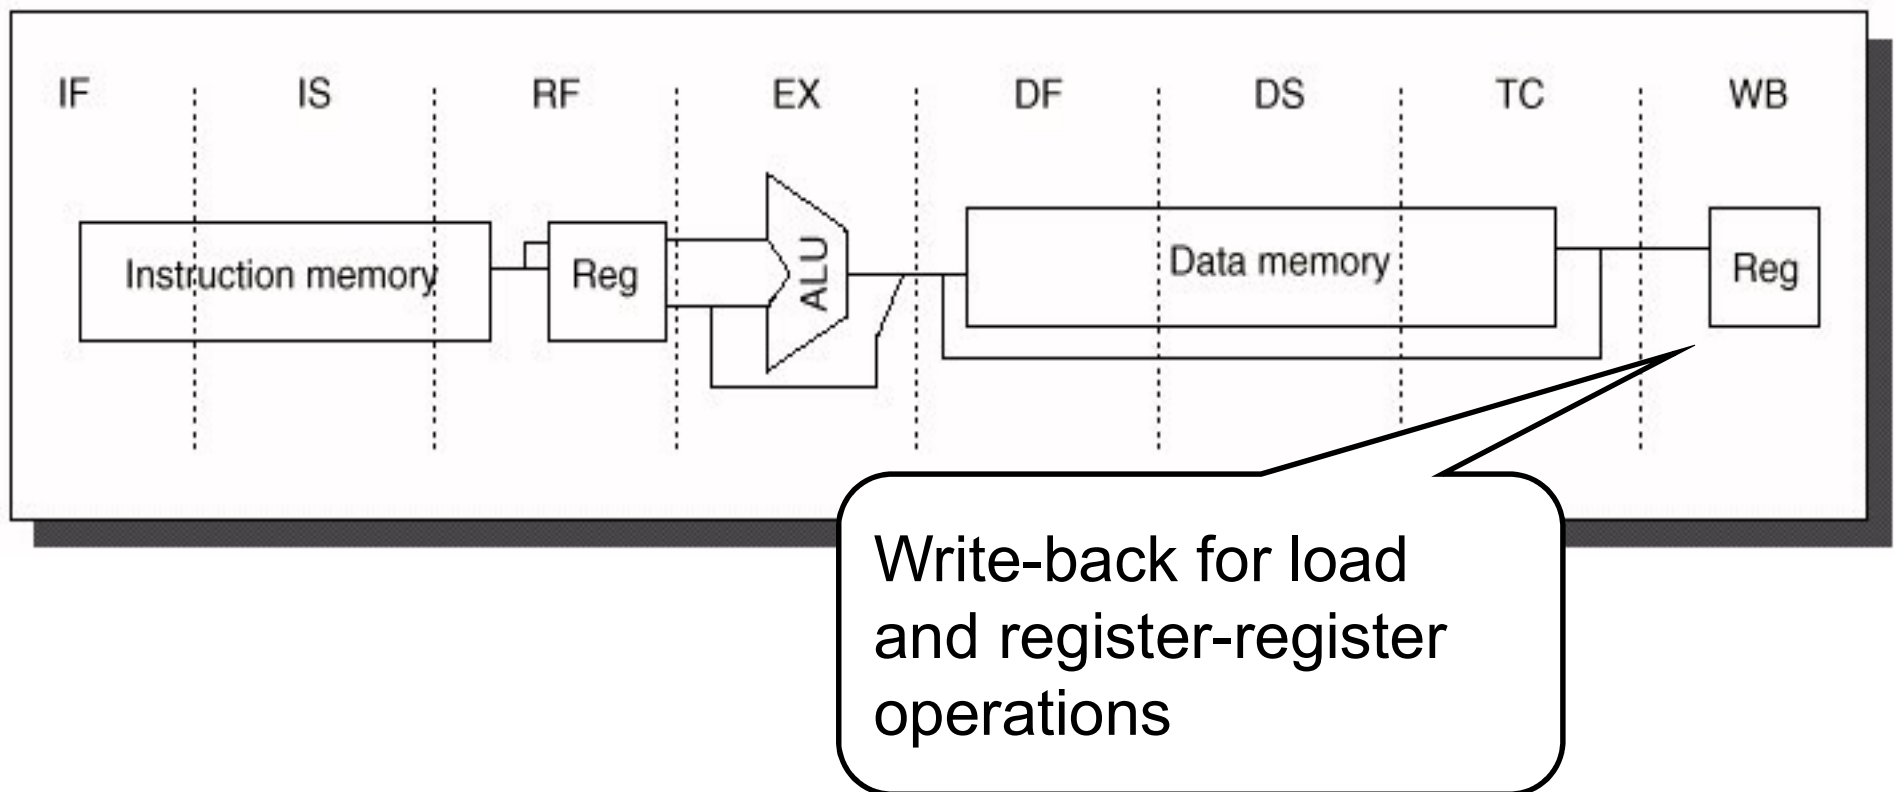 IF IS RF EX DF DS TC WB
Instruction memory Reg ALU Data memory Reg
Write-back for load
and register-register
operations